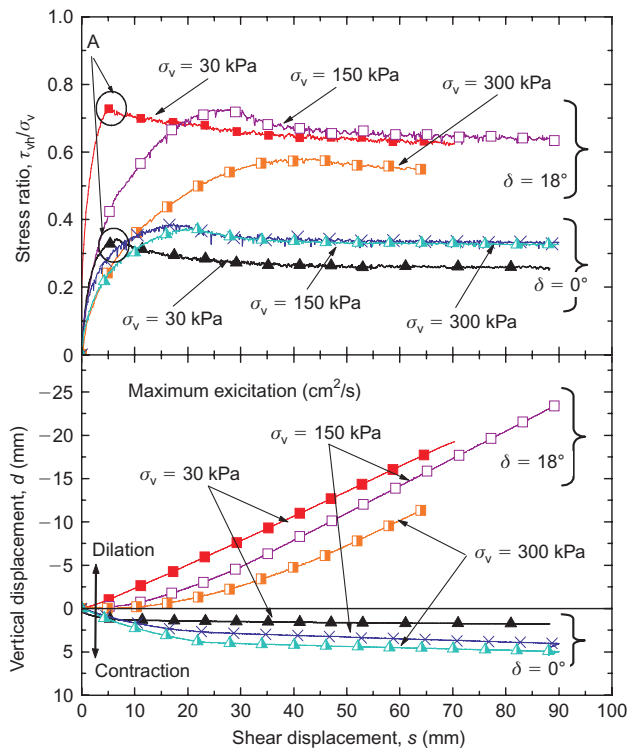 1.0
0.8
0.6
0.4
0.2
0
Stress ratio, τvh/σv
A
σv = 30 kPa
σv = 150 kPa
σv = 300 kPa
δ = 18°
δ = 0°
σv = 30 kPa
σv = 150 kPa
σv = 300 kPa
−25
−20
−15
−10
−5
0
5
10
Vertical displacement, d (mm)
Maximum exicitation (cm²/s)
σv = 150 kPa
σv = 30 kPa
δ = 18°
σv = 300 kPa
Dilation
Contraction
δ = 0°
0 10 20 30 40 50 60 70 80 90 100
Shear displacement, s (mm)